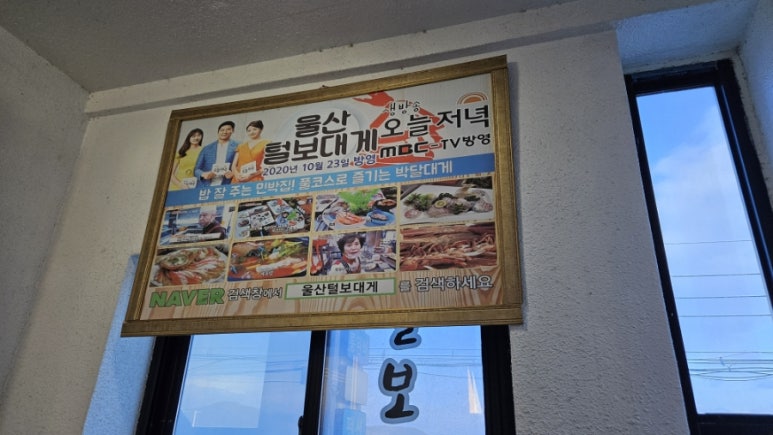 울산
털보대게
생방송
오늘저녁
2020년 10월 23일 방영
mbc-TV방영
밥 잘 주는 민박집! 풀코스로 즐기는 박달대게
NAVER 검색창에서 울산털보대게 를 검색하세요
보